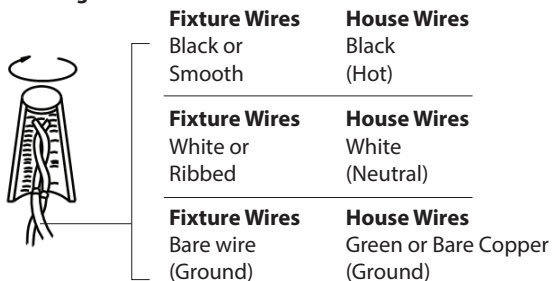 Fixture Wires House Wires
Black or Black
Smooth (Hot)
Fixture Wires House Wires
White or White
Ribbed (Neutral)
Fixture Wires House Wires
Bare wire Green or Bare Copper
(Ground) (Ground)